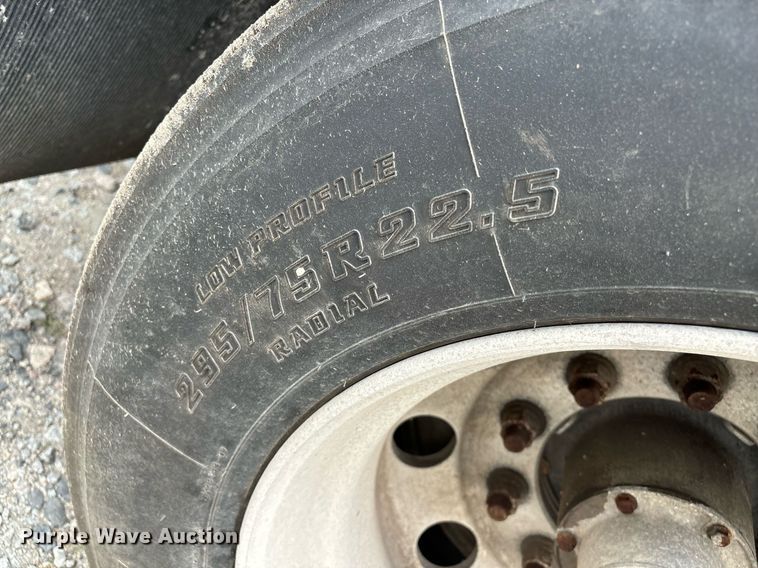 LOW PROFILE
295/75R22.5
RADIAL
Purple Wave Auction